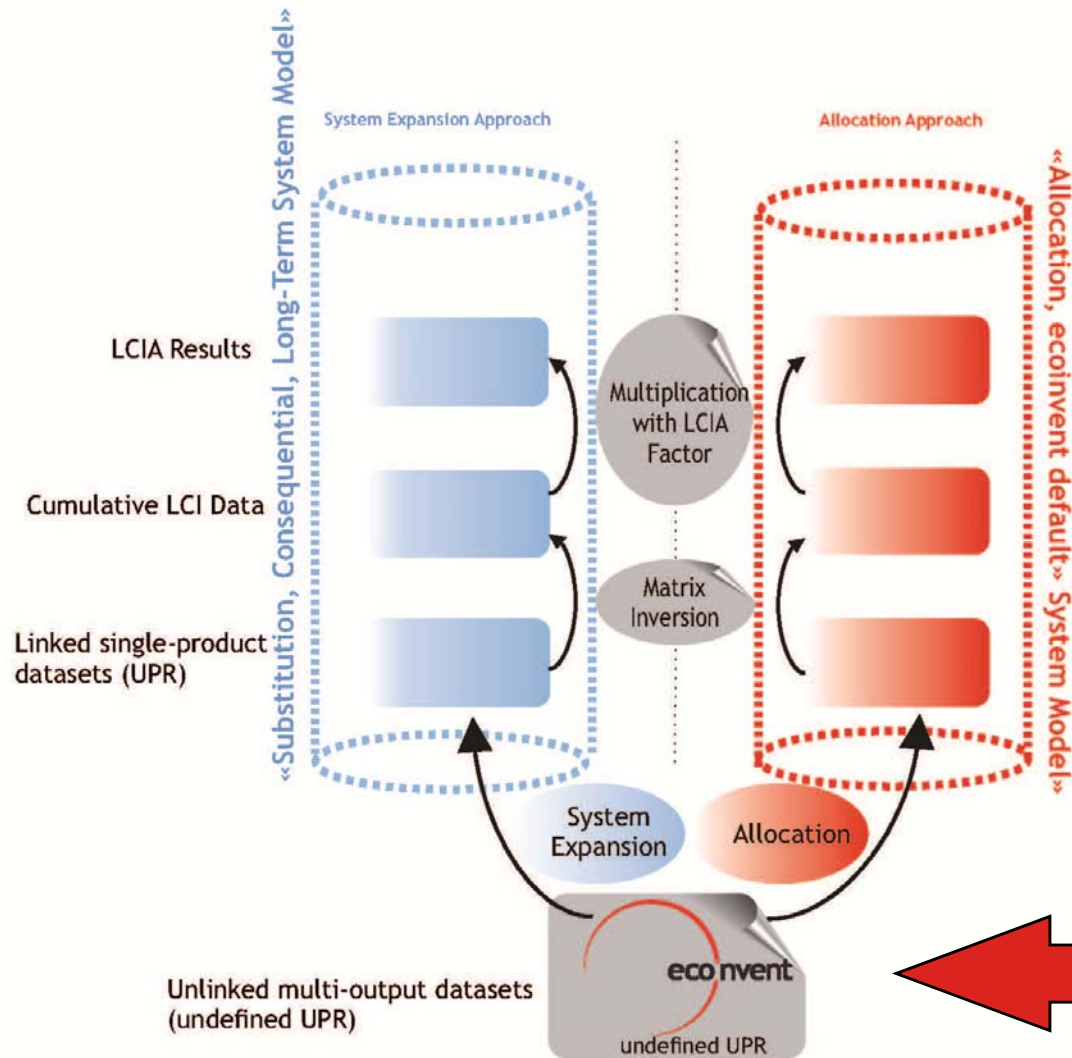 «Substitution, Consequential, Long-Term System Model»
System Expansion Approach
Allocation Approach
«Allocation, ecoinvent default» System Model»
LCIA Results
Multiplication
with LCIA
Factor
Cumulative LCI Data
Matrix
Inversion
Linked single-product
datasets (UPR)
System
Expansion
Allocation
eco nvent
Unlinked multi-output datasets
(undefined UPR)
undefined UPR